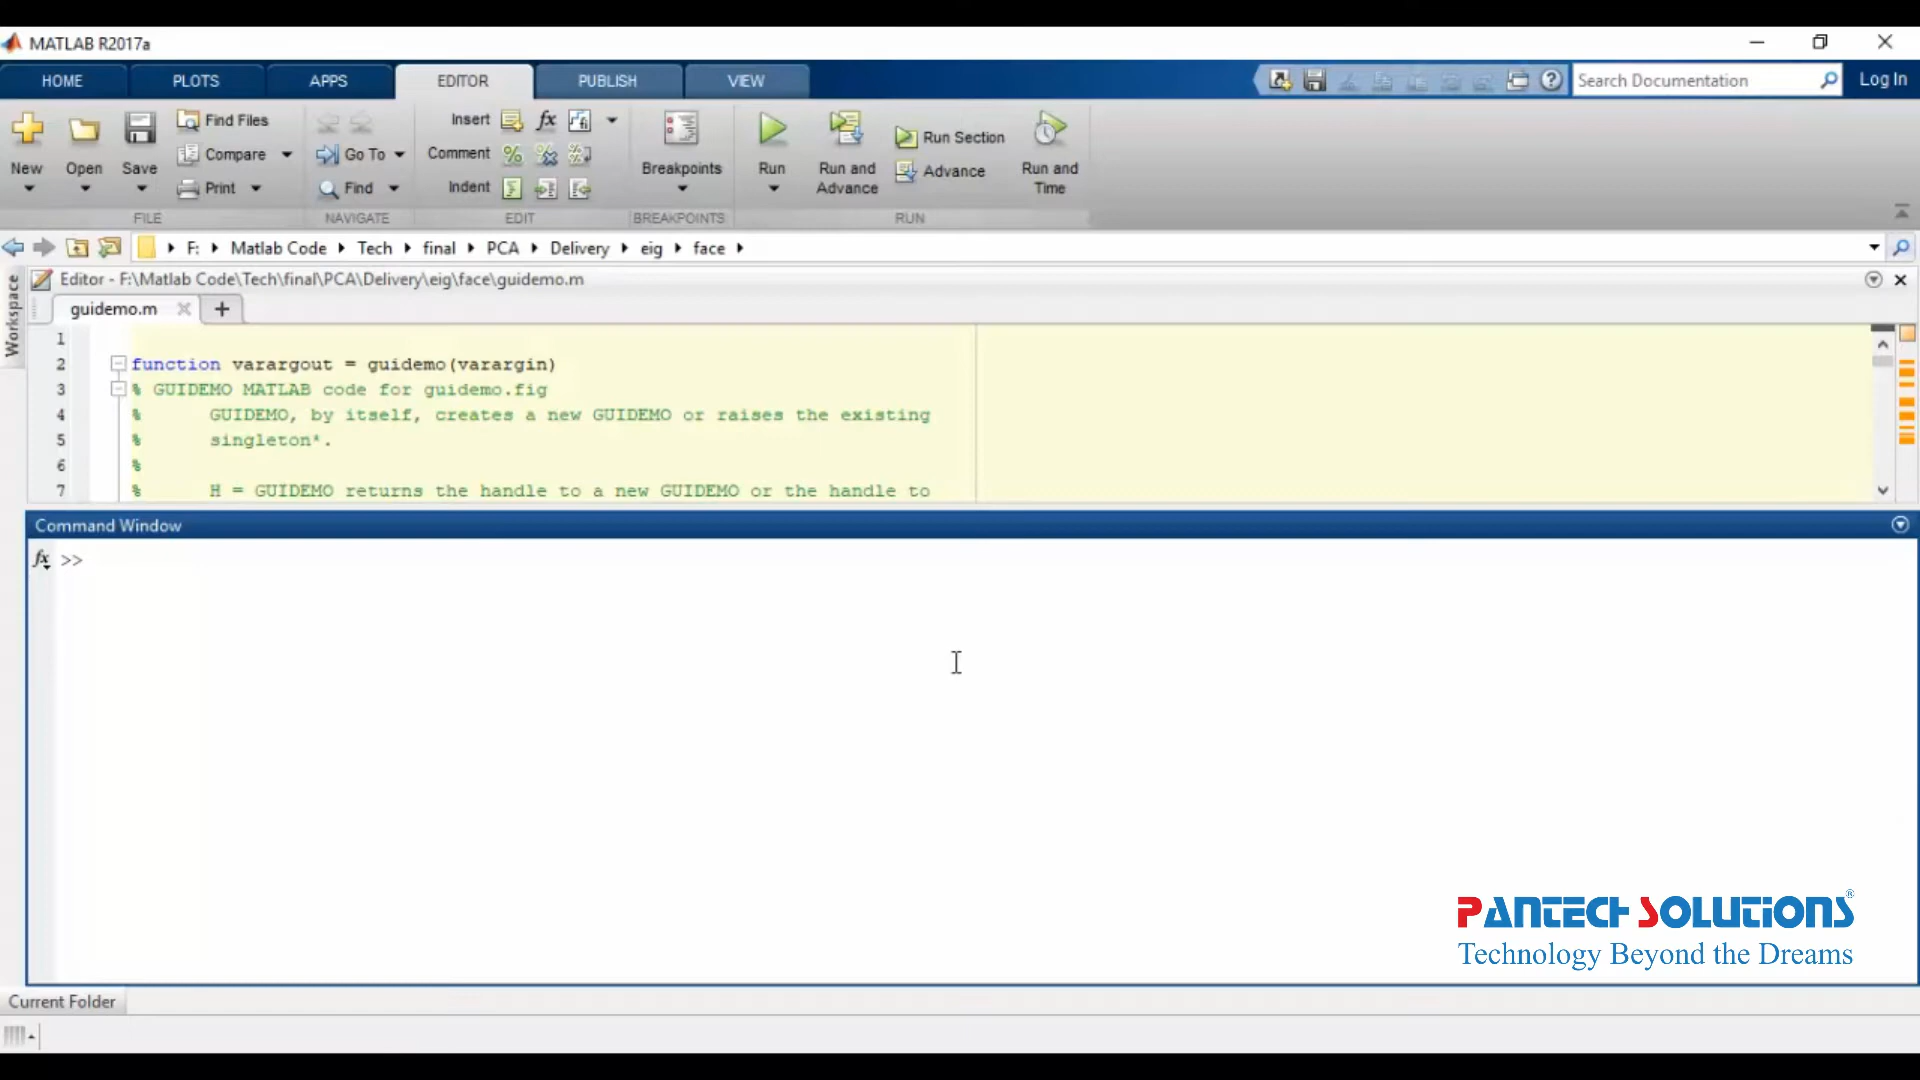 MATLAB R2017a
HOME PLOTS APPS EDITOR PUBLISH VIEW Search Documentation Log In
New Open Save Find Files Compare Print
Go To Find
Insert fx
Comment
Indent
Breakpoints
Run Run and Advance Run Section Advance Run and Time
FILE NAVIGATE EDIT BREAKPOINTS RUN
F: Matlab Code Tech final PCA Delivery eig face
Workspace
Editor - F:\Matlab Code\Tech\final\PCA\Delivery\eig\face\guidemo.m
guidemo.m +
1
2 function varargout = guidemo(varargin)
3 % GUIDEMO MATLAB code for guidemo.fig
4 % GUIDEMO, by itself, creates a new GUIDEMO or raises the existing
5 % singleton*.
6 %
7 % H = GUIDEMO returns the handle to a new GUIDEMO or the handle to
Command Window
fx >>
PANTECH SOLUTIONS®
Technology Beyond the Dreams
Current Folder